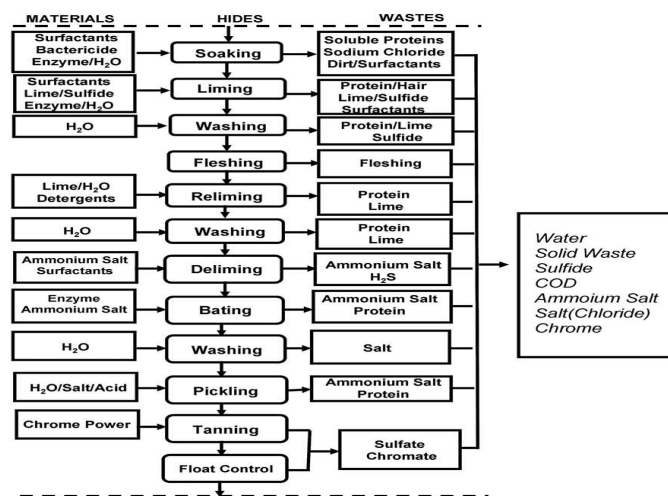 MATERIALS HIDES WASTES
Surfactants
Bactericide
Enzyme/H₂O
Soaking
Soluble Proteins
Sodium Chloride
Dirt/Surfactants
Surfactants
Lime/Sulfide
Enzyme/H₂O
Liming
Protein/Hair
Lime/Sulfide
Surfactants
H₂O
Washing
Protein/Lime
Sulfide
Fleshing
Fleshing
Lime/H₂O
Detergents
Reliming
Protein
Lime
H₂O
Washing
Protein
Lime
Ammonium Salt
Surfactants
Deliming
Ammonium Salt
H₂S
Enzyme
Ammonium Salt
Bating
Ammonium Salt
Protein
H₂O
Washing
Salt
H₂O/Salt/Acid
Pickling
Ammonium Salt
Protein
Chrome Power
Tanning
Float Control
Sulfate
Chromate
Water
Solid Waste
Sulfide
COD
Ammoium Salt
Salt(Chloride)
Chrome